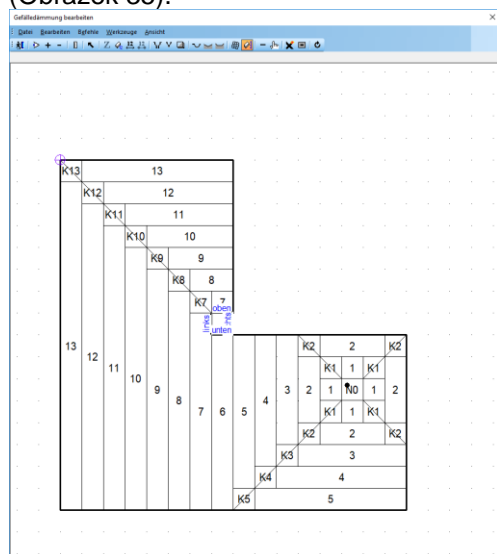 (Obrázok
Gefälledämmung bearbeiten
Datei Bearbeiten Befehle Werkzeuge Ansicht
K13 13
K12 12
K11 11
K10 10
K9 9
K8 8
K7 7
oben
links hts
unten
13 K2 2 K2
12 11 K1 1 K1
10 9 8 7 6 5 4 3 2 1 N0 1 2
K1 1 K1
K2 2 K2
K3 3
K4 4
K5 5